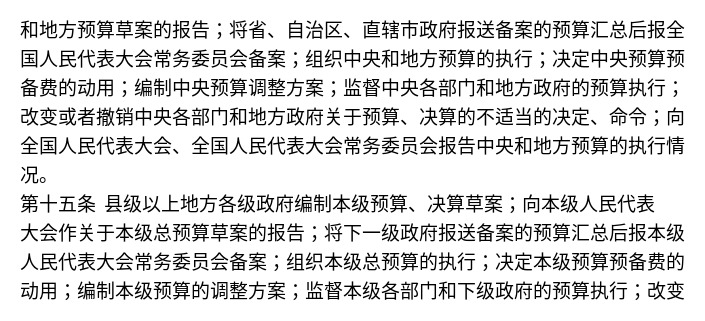 和地方预算草案的报告；将省、自治区、直辖市政府报送备案的预算汇总后报全
国人民代表大会常务委员会备案；组织中央和地方预算的执行；决定中央预算预
备费的动用；编制中央预算调整方案；监督中央各部门和地方政府的预算执行；
改变或者撤销中央各部门和地方政府关于预算、决算的不适当的决定、命令；向
全国人民代表大会、全国人民代表大会常务委员会报告中央和地方预算的执行情
况。
第十五条 县级以上地方各级政府编制本级预算、决算草案；向本级人民代表
大会作关于本级总预算草案的报告；将下一级政府报送备案的预算汇总后报本级
人民代表大会常务委员会备案；组织本级总预算的执行；决定本级预算预备费的
动用；编制本级预算的调整方案；监督本级各部门和下级政府的预算执行；改变